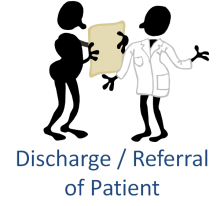 Discharge / Referral
of Patient